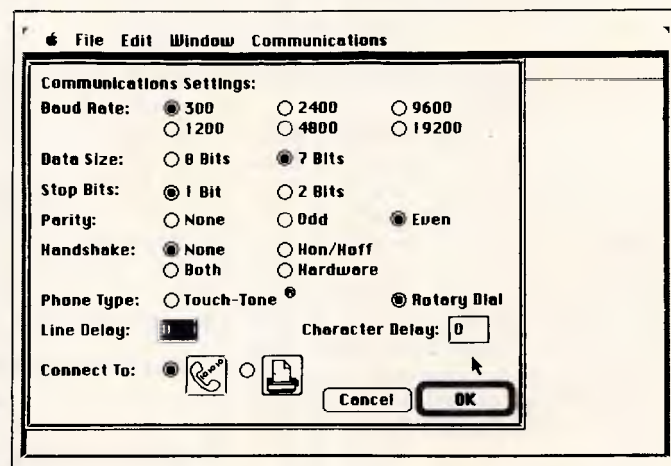 File Edit Window Communications
Communications Settings:
Baud Rate: 300 2400 9600
1200 4800 19200
Data Size: 8 Bits 7 Bits
Stop Bits: 1 Bit 2 Bits
Parity: None Odd Even
Handshake: None Xon/Xoff
Both Hardware
Phone Type: Touch-Tone ® Rotary Dial
Line Delay: 0 Character Delay: 0
Connect To:
Cancel OK